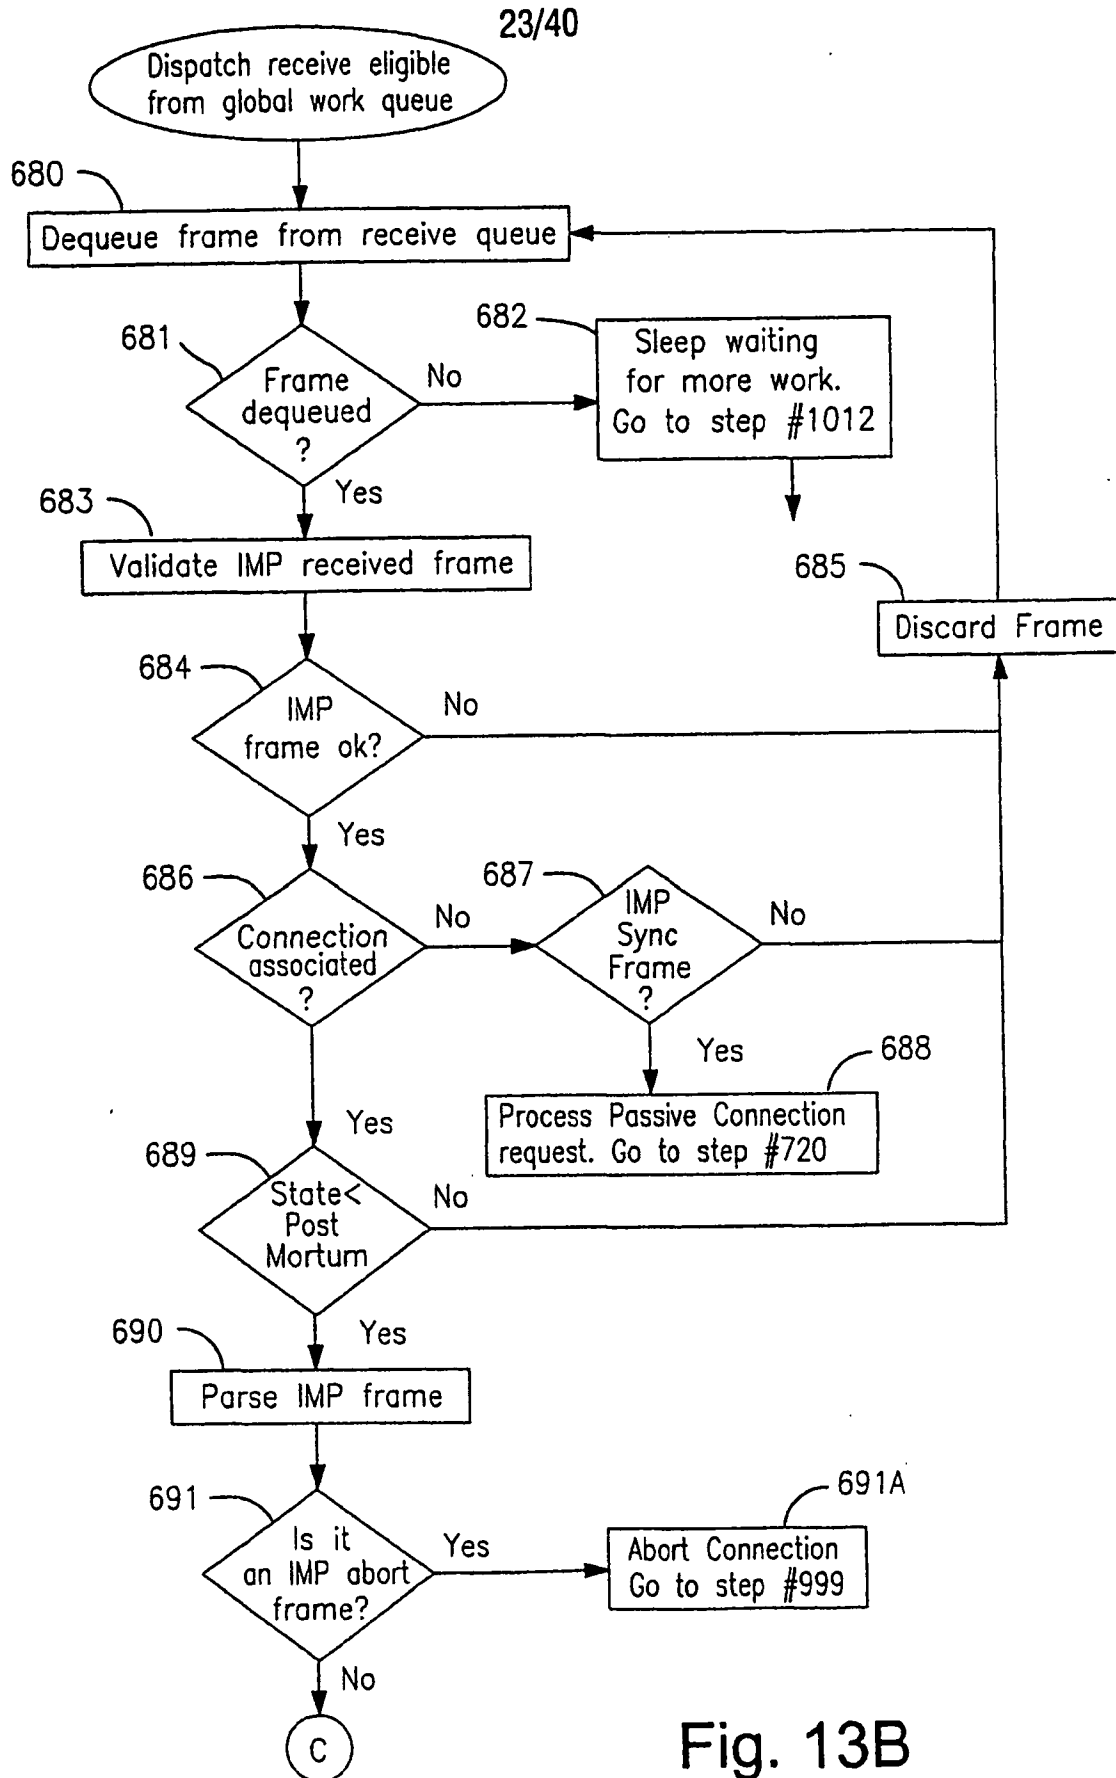 23/40
Dispatch receive eligible
from global work queue
680
Dequeue frame from receive queue
681
Frame
dequeued
?
No
682
Sleep waiting
for more work.
Go to step #1012
Yes
683
Validate IMP received frame
685
Discard Frame
684
IMP
frame ok?
No
Yes
686
Connection
associated
?
No
687
IMP
Sync
Frame
?
No
Yes
688
Process Passive Connection
request. Go to step #720
Yes
689
State<
Post
Mortum
No
Yes
690
Parse IMP frame
691
Is it
an IMP abort
frame?
Yes
691A
Abort Connection
Go to step #999
No
C
Fig. 13B